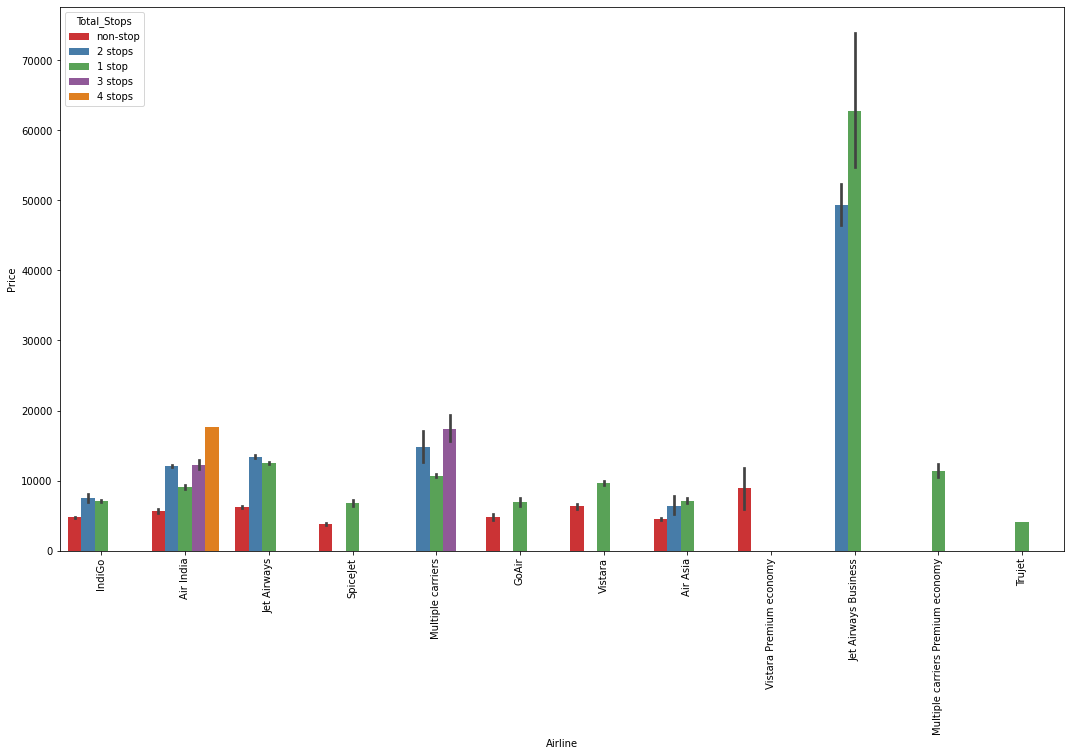 Total_Stops
non-stop
2 stops
1 stop
3 stops
4 stops
Price
70000
60000
50000
40000
30000
20000
10000
0
IndiGo
Air India
Jet Airways
SpiceJet
Multiple carriers
GoAir
Vistara
Air Asia
Vistara Premium economy
Jet Airways Business
Multiple carriers Premium economy
Trujet
Airline